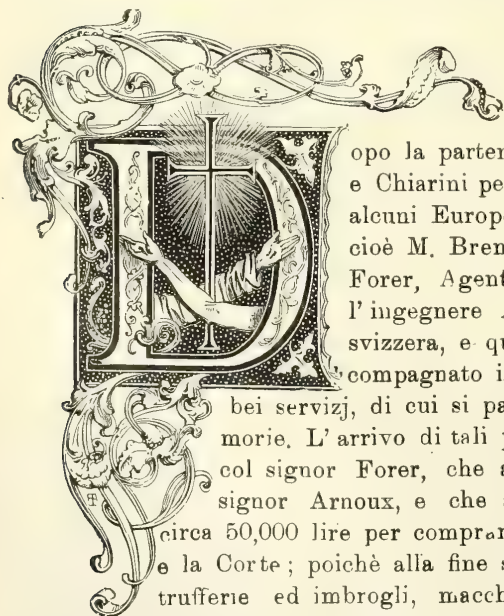 Dopo la parten
e Chiarini pe
alcuni Europ
cioè M. Bren
Forer, Agent
l'ingegnere
svizzera, e qu
compagnato i
bei servizj, di cui si pa
morie. L'arrivo di tali
col signor Forer, che a
signor Arnoux, e che
circa 50,000 lire per comprar
e la Corte; poichè alla fine s
trufferie ed imbrogli, macch